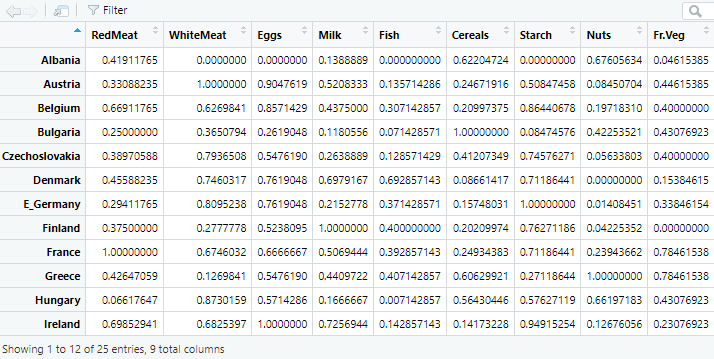 Filter
RedMeat WhiteMeat Eggs Milk Fish Cereals Starch Nuts Fr.Veg
Albania 0.41911765 0.0000000 0.0000000 0.1388889 0.000000000 0.62204724 0.00000000 0.67605634 0.04615385
Austria 0.33088235 1.0000000 0.9047619 0.5208333 0.135714286 0.24671916 0.50847458 0.08450704 0.44615385
Belgium 0.66911765 0.6269841 0.8571429 0.4375000 0.307142857 0.20997375 0.86440678 0.19718310 0.40000000
Bulgaria 0.25000000 0.3650794 0.2619048 0.1180556 0.071428571 1.00000000 0.08474576 0.42253521 0.43076923
Czechoslovakia 0.38970588 0.7936508 0.5476190 0.2638889 0.128571429 0.41207349 0.74576271 0.05633803 0.40000000
Denmark 0.45588235 0.7460317 0.7619048 0.6979167 0.692857143 0.08661417 0.71186441 0.00000000 0.15384615
E_Germany 0.29411765 0.8095238 0.7619048 0.2152778 0.371428571 0.15748031 1.00000000 0.01408451 0.33846154
Finland 0.37500000 0.2777778 0.5238095 1.0000000 0.400000000 0.20209974 0.76271186 0.04225352 0.00000000
France 1.00000000 0.6746032 0.6666667 0.5069444 0.392857143 0.24934383 0.71186441 0.23943662 0.78461538
Greece 0.42647059 0.1269841 0.5476190 0.4409722 0.407142857 0.60629921 0.27118644 1.00000000 0.78461538
Hungary 0.06617647 0.8730159 0.5714286 0.1666667 0.007142857 0.56430446 0.57627119 0.66197183 0.43076923
Ireland 0.69852941 0.6825397 1.0000000 0.7256944 0.142857143 0.14173228 0.94915254 0.12676056 0.23076923
Showing 1 to 12 of 25 entries, 9 total columns